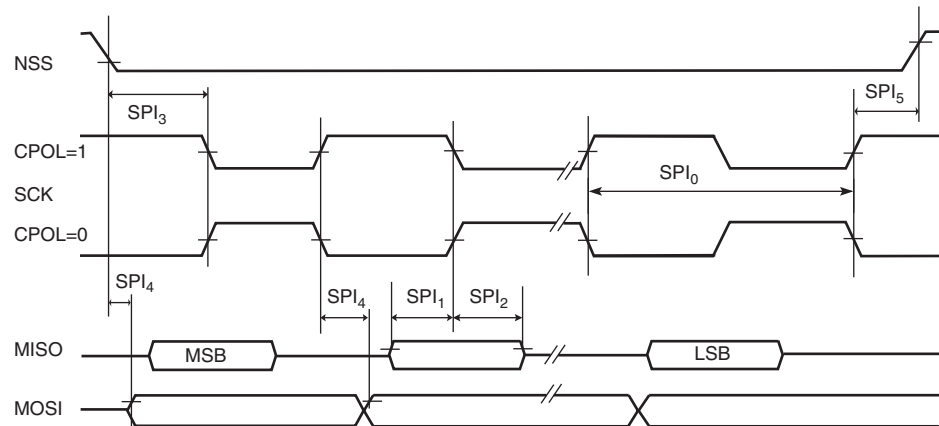 NSS
SPI₃
SPI₅
CPOL=1
SCK
SPI₀
CPOL=0
SPI₄
SPI₄
SPI₁
SPI₂
MISO
MSB
LSB
MOSI